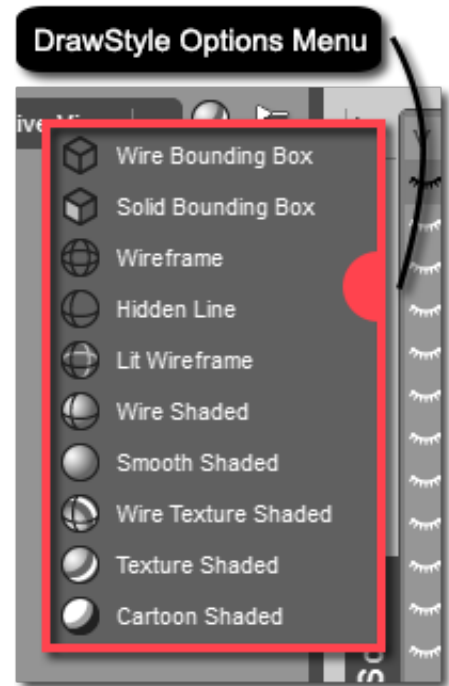 DrawStyle Options Menu
ive
Wire Bounding Box
Solid Bounding Box
Wireframe
Hidden Line
Lit Wireframe
Wire Shaded
Smooth Shaded
Wire Texture Shaded
Texture Shaded
Cartoon Shaded